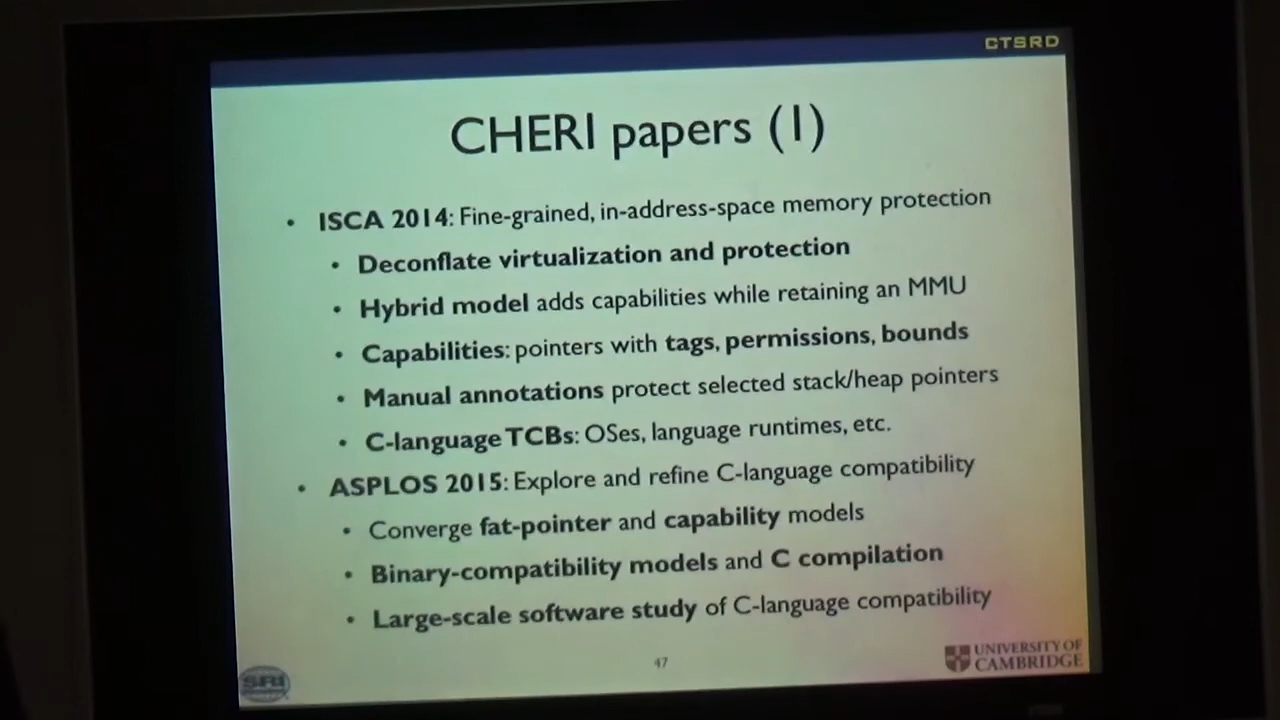 CTSRD
CHERI papers (1)
• ISCA 2014: Fine-grained, in-address-space memory protection
• Deconflate virtualization and protection
• Hybrid model adds capabilities while retaining an MMU
• Capabilities: pointers with tags, permissions, bounds
• Manual annotations protect selected stack/heap pointers
• C-language TCBs: OSes, language runtimes, etc.
• ASPLOS 2015: Explore and refine C-language compatibility
• Converge fat-pointer and capability models
• Binary-compatibility models and C compilation
• Large-scale software study of C-language compatibility
SRI
47
UNIVERSITY OF
CAMBRIDGE